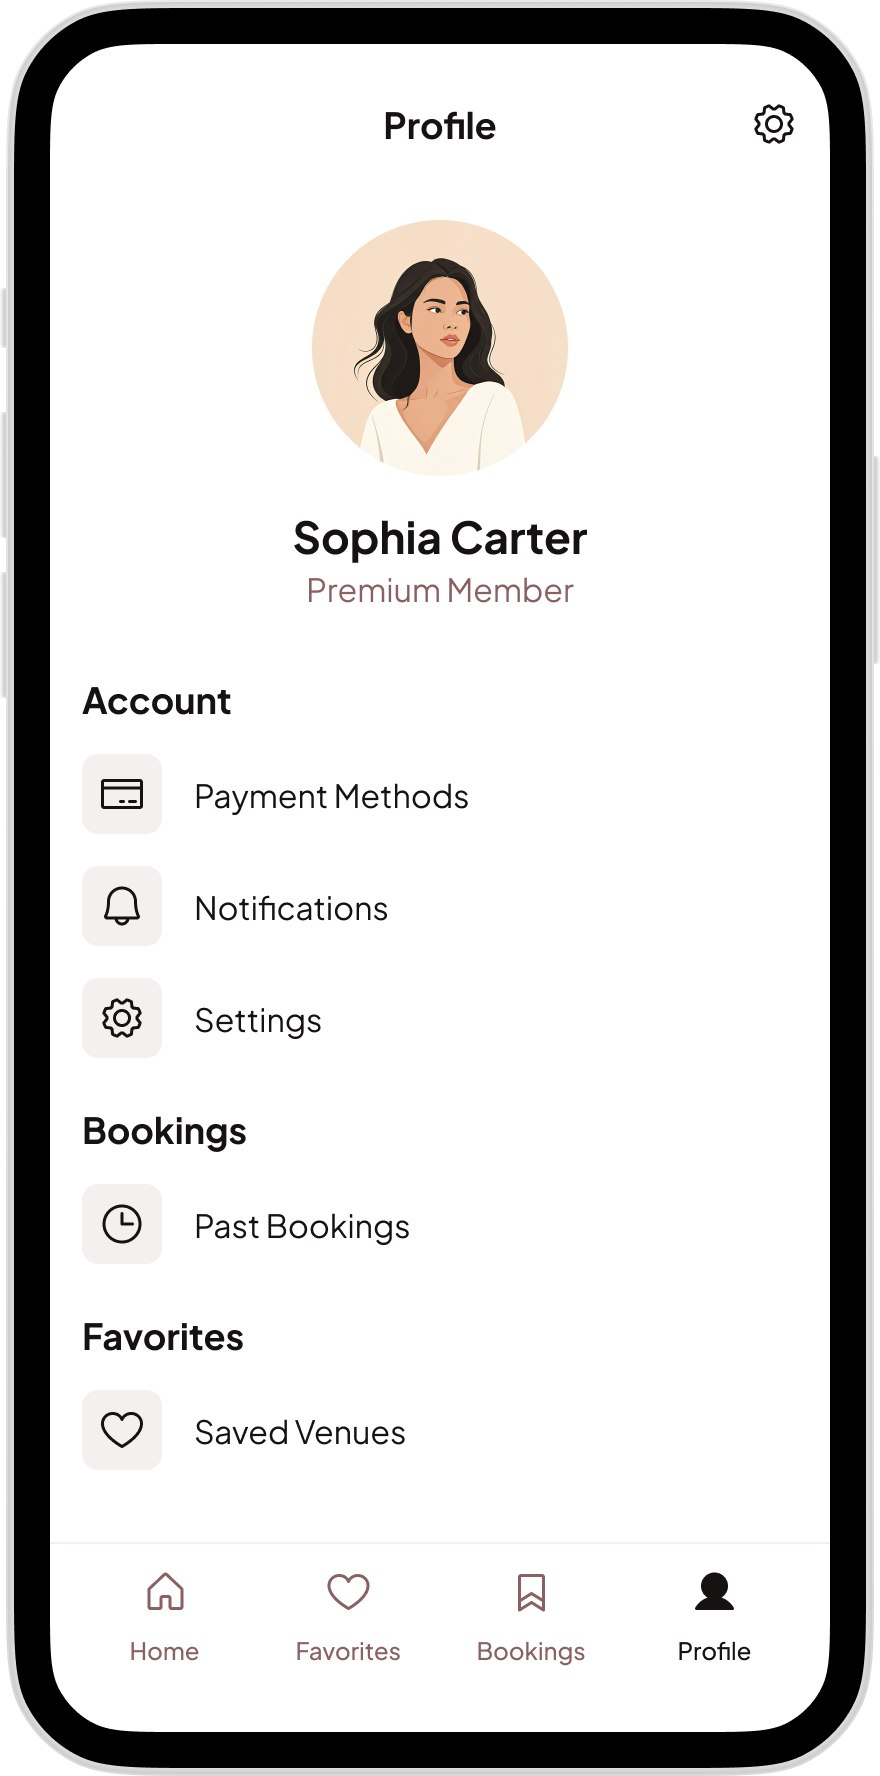 Profile
Sophia Carter
Premium Member
Account
Payment Methods
Notifications
Settings
Bookings
Past Bookings
Favorites
Saved Venues
Home Favorites Bookings Profile